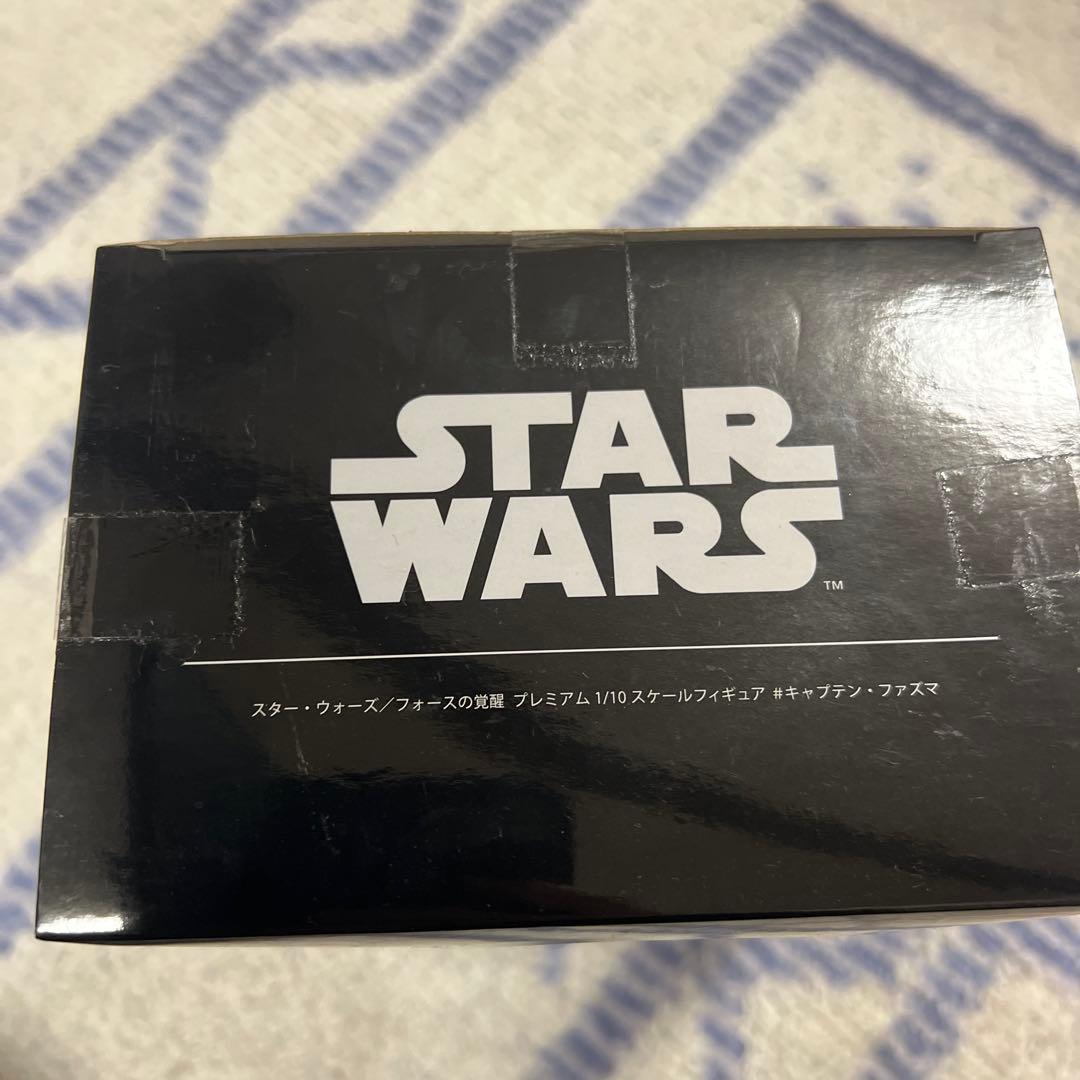 STAR
WARS
TM
スター・ウォーズ／フォースの覚醒 プレミアム 1/10 スケールフィギュア #キャプテン・ファズマ